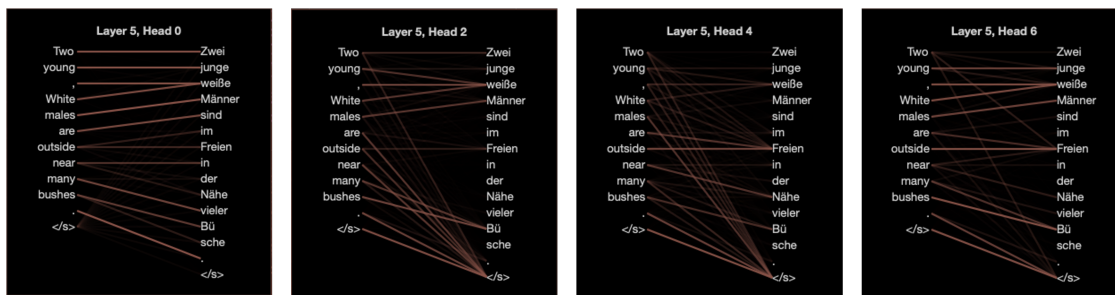 Layer 5, Head 0
Two
young
,
White
males
are
outside
near
many
bushes
.
</s>
Zwei
junge
weiße
Männer
sind
im
Freien
in
der
Nähe
vieler
Bü
sche
.
</s>
Layer 5, Head 2
Two
young
,
White
males
are
outside
near
many
bushes
.
</s>
Zwei
junge
weiße
Männer
sind
im
Freien
in
der
Nähe
vieler
Bü
sche
.
</s>
Layer 5, Head 4
Two
young
,
White
males
are
outside
near
many
bushes
.
</s>
Zwei
junge
weiße
Männer
sind
im
Freien
in
der
Nähe
vieler
Bü
sche
.
</s>
Layer 5, Head 6
Two
young
,
White
males
are
outside
near
many
bushes
.
</s>
Zwei
junge
weiße
Männer
sind
im
Freien
in
der
Nähe
vieler
Bü
sche
.
</s>